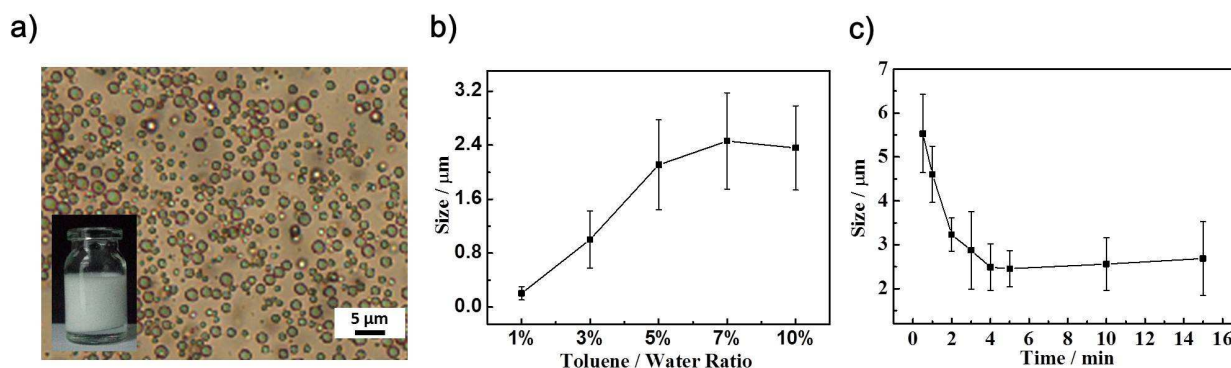 a)
5 µm
b)
Size / µm
3.2
2.4
1.6
0.8
0.0
1% 3% 5% 7% 10%
Toluene / Water Ratio
c)
Size / µm
7
6
5
4
3
2
0 2 4 6 8 10 12 14 16
Time / min